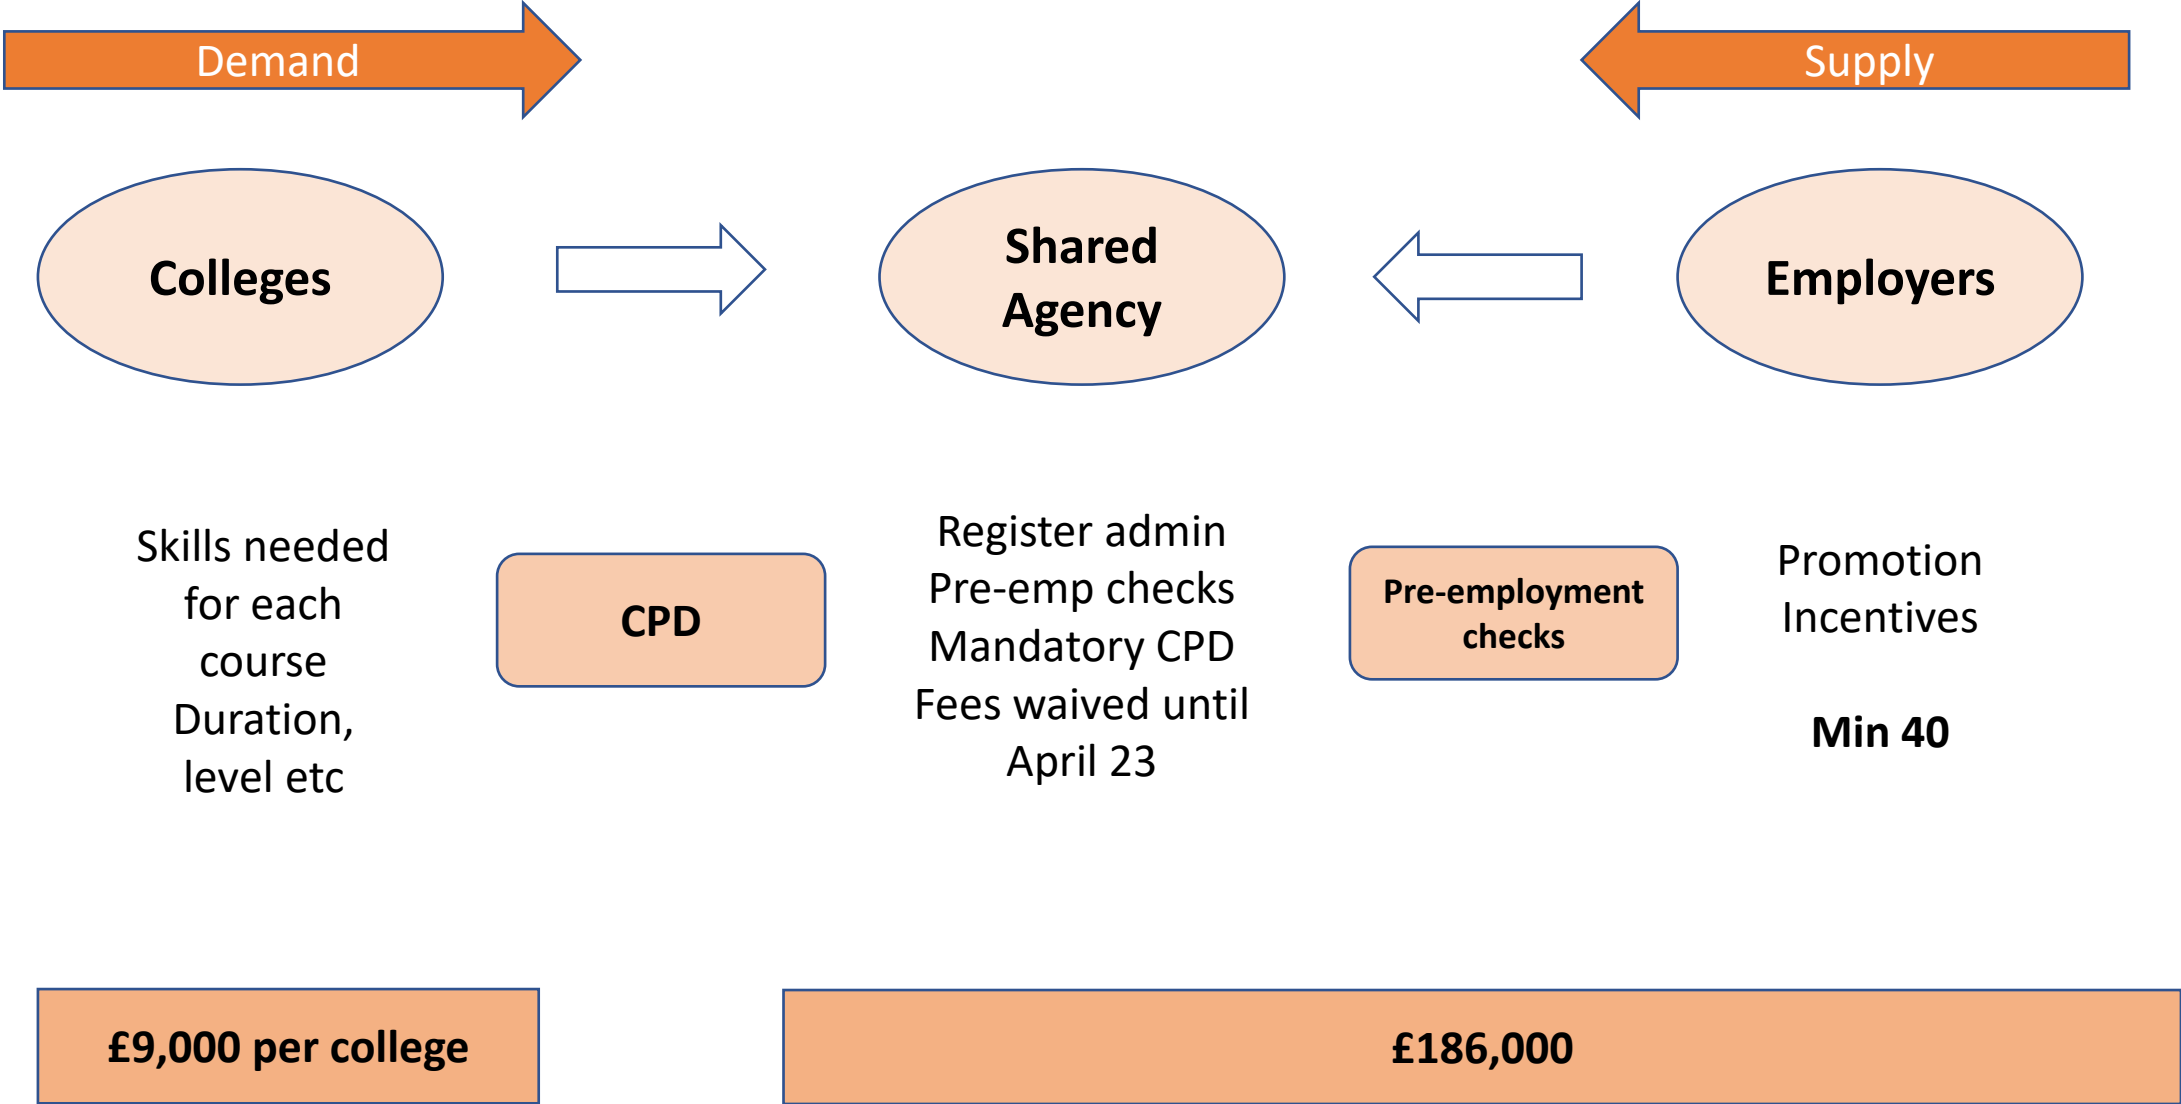 Demand
Supply
Colleges
Shared
Agency
Employers
Skills needed
for each
course
Duration,
level etc
CPD
Register admin
Pre-emp checks
Mandatory CPD
Fees waived until
April 23
Pre-employment
checks
Promotion
Incentives
Min 40
£9,000 per college
£186,000